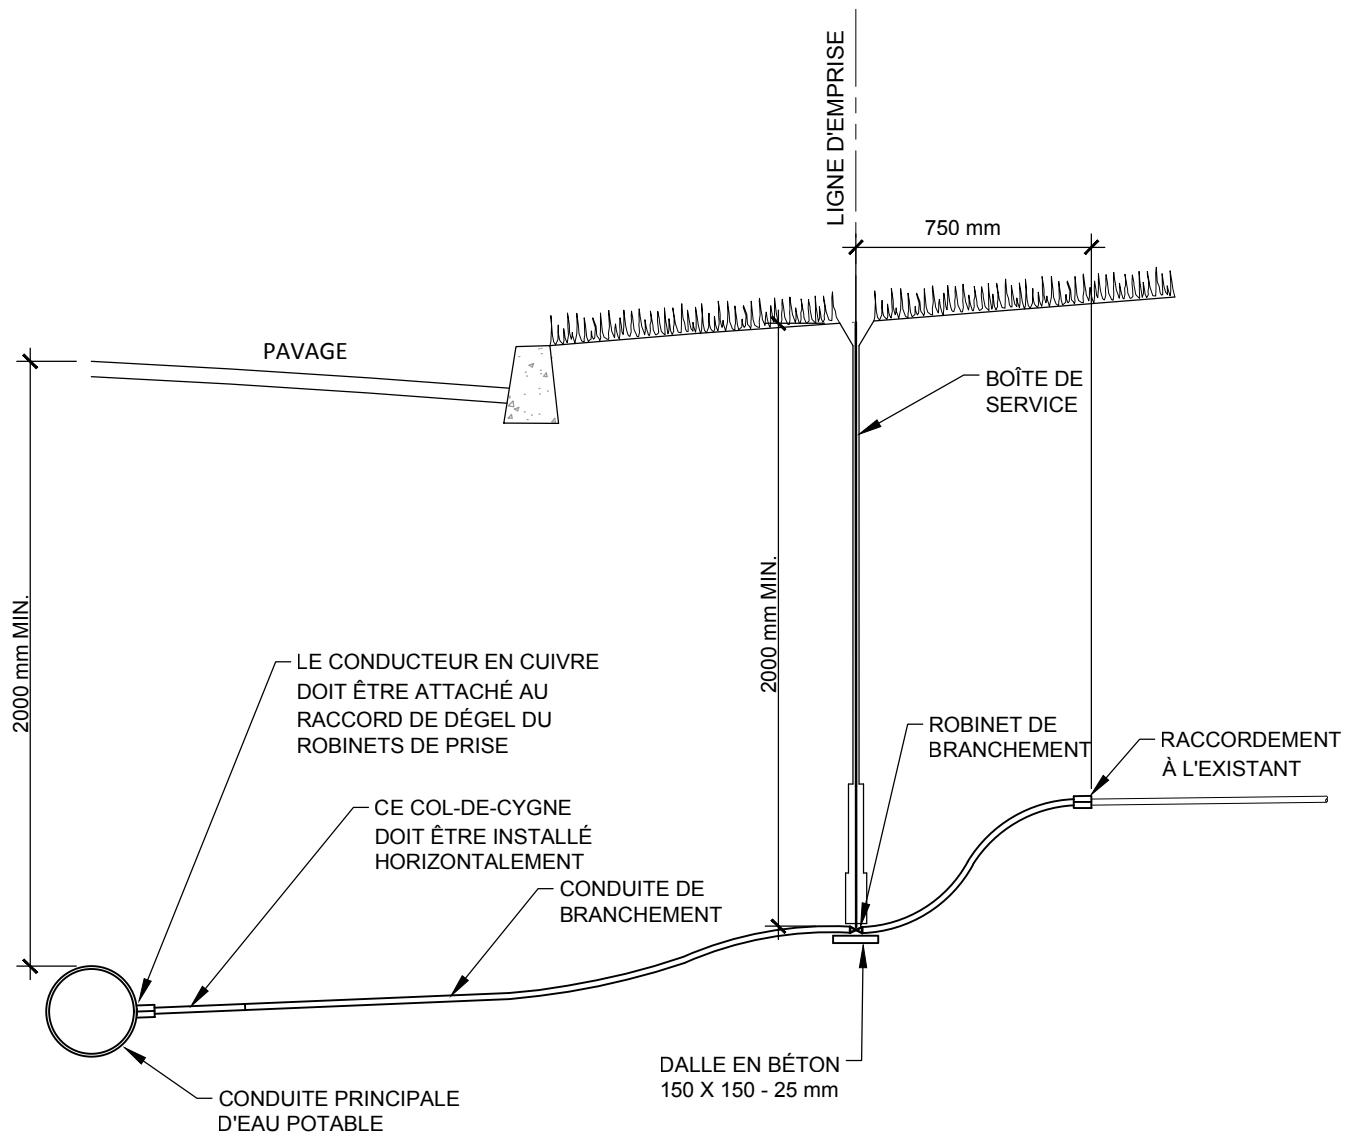 LIGNE D'EMPRISE
750 mm
PAVAGE
BOÎTE DE
SERVICE
2000 mm MIN.
2000 mm MIN.
LE CONDUCTEUR EN CUIVRE
DOIT ÊTRE ATTACHÉ AU
RACCORD DE DÉGEL DU
ROBINETS DE PRISE
ROBINET DE
BRANCHEMENT
RACCORDEMENT
À L'EXISTANT
CE COL-DE-CYGNE
DOIT ÊTRE INSTALLÉ
HORIZONTALEMENT
CONDUITE DE
BRANCHEMENT
DALLE EN BÉTON
150 X 150 - 25 mm
CONDUITE PRINCIPALE
D'EAU POTABLE